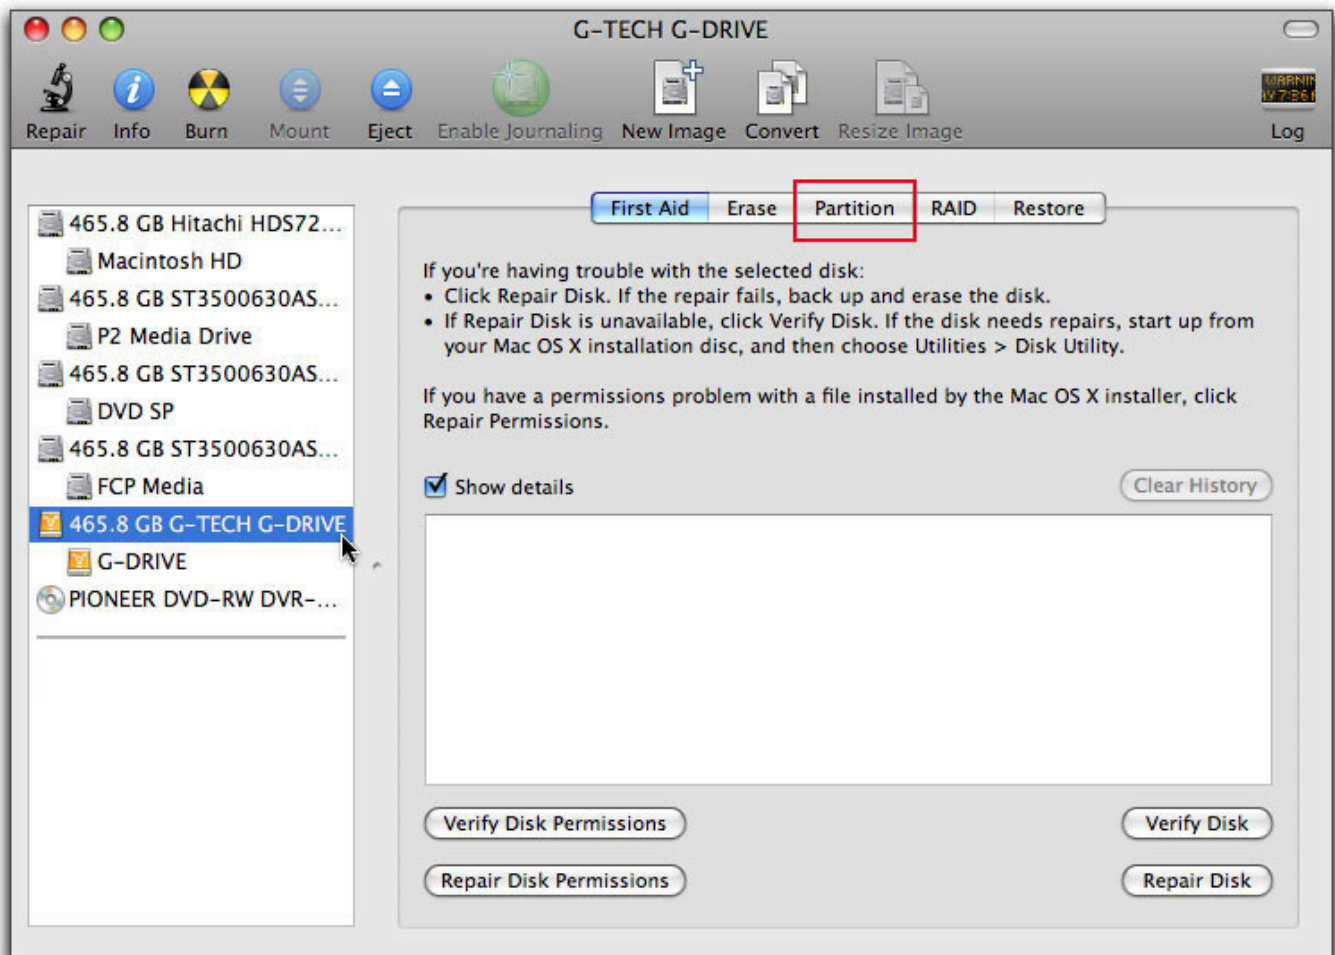 G-TECH G-DRIVE
Repair Info Burn Mount Eject Enable Journaling New Image Convert Resize Image Log
465.8 GB Hitachi HDS72...
Macintosh HD
465.8 GB ST3500630AS...
P2 Media Drive
465.8 GB ST3500630AS...
DVD SP
465.8 GB ST3500630AS...
FCP Media
465.8 GB G-TECH G-DRIVE
G-DRIVE
PIONEER DVD-RW DVR-...
First Aid Erase Partition RAID Restore
If you're having trouble with the selected disk:
• Click Repair Disk. If the repair fails, back up and erase the disk.
• If Repair Disk is unavailable, click Verify Disk. If the disk needs repairs, start up from
your Mac OS X installation disc, and then choose Utilities > Disk Utility.
If you have a permissions problem with a file installed by the Mac OS X installer, click
Repair Permissions.
Show details
Clear History
Verify Disk Permissions
Verify Disk
Repair Disk Permissions
Repair Disk